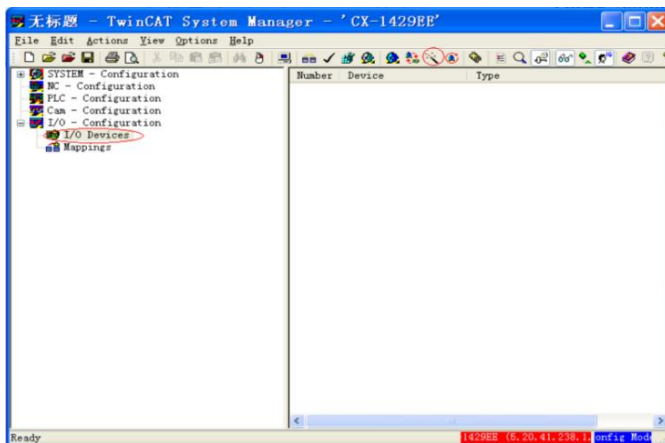 无标题 - TwinCAT System Manager - 'CX-1429EE'
File Edit Actions View Options Help
SYSTEM - Configuration
NC - Configuration
PLC - Configuration
Cam - Configuration
I/O - Configuration
I/O Devices
Mappings
Number Device Type
Ready
1429EE (5.20.41.238.1. onfig Mod